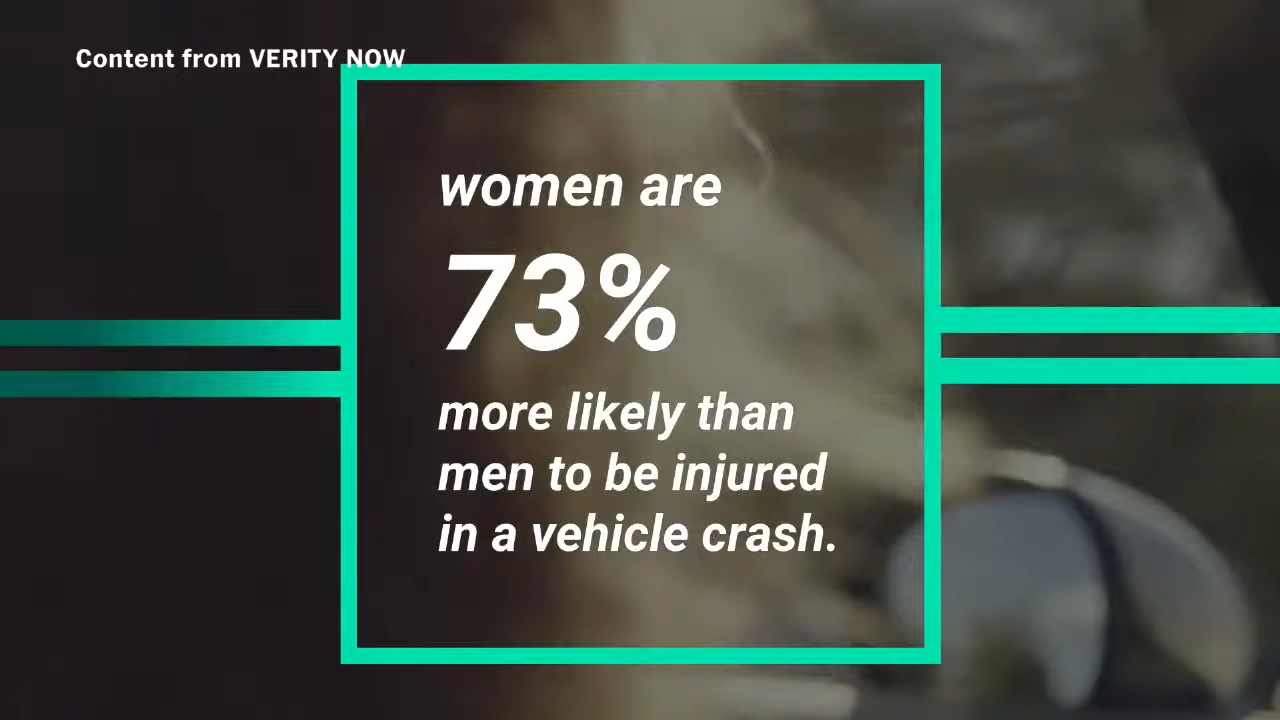 Content from VERITY NOW
women are
73%
more likely than
men to be injured
in a vehicle crash.